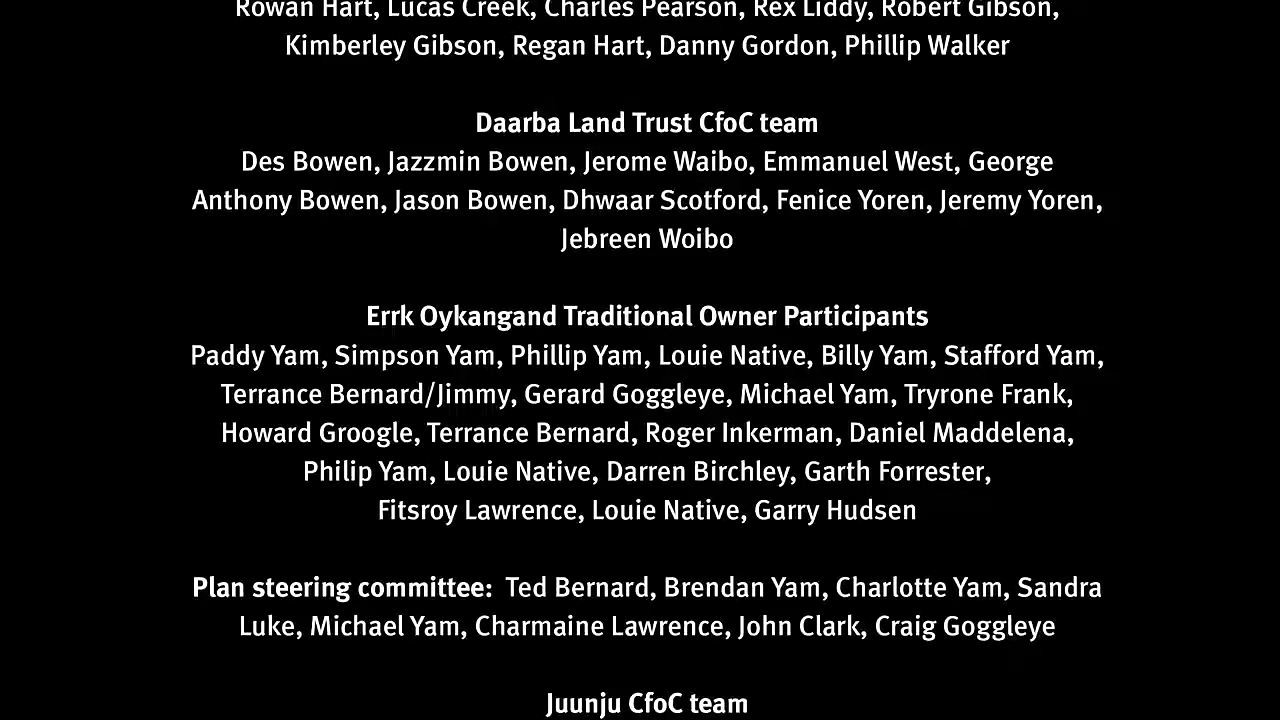 Rowan Hart, Lucas Creek, Charles Pearson, Rex Liddy, Robert Gibson,
Kimberley Gibson, Regan Hart, Danny Gordon, Phillip Walker
Daarba Land Trust CfoC team
Des Bowen, Jazzmin Bowen, Jerome Waibo, Emmanuel West, George
Anthony Bowen, Jason Bowen, Dhwaar Scotford, Fenice Yoren, Jeremy Yoren,
Jebreen Woibo
Errk Oykangand Traditional Owner Participants
Paddy Yam, Simpson Yam, Phillip Yam, Louie Native, Billy Yam, Stafford Yam,
Terrance Bernard/Jimmy, Gerard Goggleye, Michael Yam, Tryrone Frank,
Howard Groogle, Terrance Bernard, Roger Inkerman, Daniel Maddelena,
Philip Yam, Louie Native, Darren Birchley, Garth Forrester,
Fitsroy Lawrence, Louie Native, Garry Hudsen
Plan steering committee: Ted Bernard, Brendan Yam, Charlotte Yam, Sandra
Luke, Michael Yam, Charmaine Lawrence, John Clark, Craig Goggleye
Juunju CfoC team